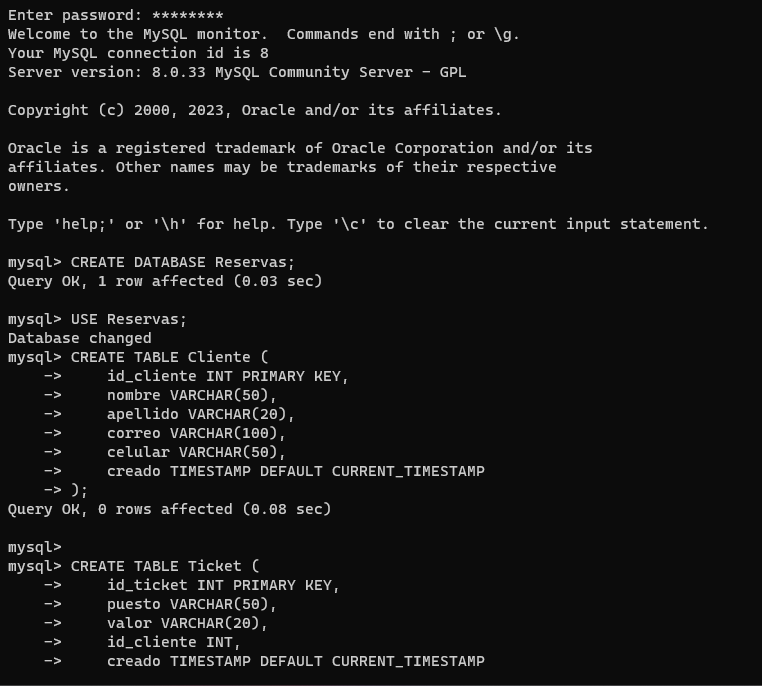 Enter password: ********
Welcome to the MySQL monitor.  Commands end with ; or \g.
Your MySQL connection id is 8
Server version: 8.0.33 MySQL Community Server - GPL

Copyright (c) 2000, 2023, Oracle and/or its affiliates.

Oracle is a registered trademark of Oracle Corporation and/or its
affiliates. Other names may be trademarks of their respective
owners.

Type 'help;' or '\h' for help. Type '\c' to clear the current input statement.

mysql> CREATE DATABASE Reservas;
Query OK, 1 row affected (0.03 sec)

mysql> USE Reservas;
Database changed
mysql> CREATE TABLE Cliente (
    ->     id_cliente INT PRIMARY KEY,
    ->     nombre VARCHAR(50),
    ->     apellido VARCHAR(20),
    ->     correo VARCHAR(100),
    ->     celular VARCHAR(50),
    ->     creado TIMESTAMP DEFAULT CURRENT_TIMESTAMP
    -> );
Query OK, 0 rows affected (0.08 sec)

mysql>
mysql> CREATE TABLE Ticket (
    ->     id_ticket INT PRIMARY KEY,
    ->     puesto VARCHAR(50),
    ->     valor VARCHAR(20),
    ->     id_cliente INT,
    ->     creado TIMESTAMP DEFAULT CURRENT_TIMESTAMP